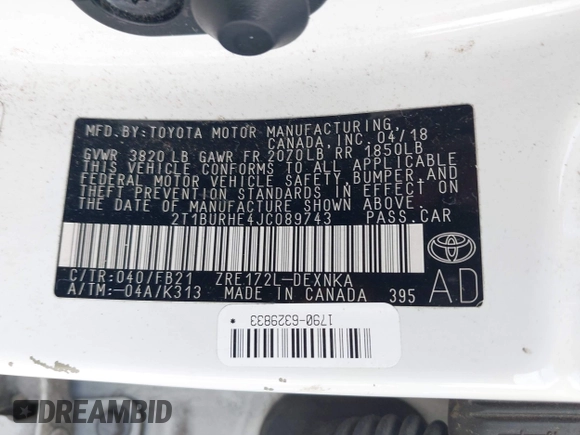 MFD.BY:TOYOTA MOTOR MANUFACTURING
CANADA,INC.04/18
GVWR 3820 LB GAWR FR 2070LB RR 1850LB
THIS VEHICLE CONFORMS TO ALL APPLICABLE
FEDERAL MOTOR VEHICLE SAFETY,BUMPER,AND
THEFT PREVENTION STANDARDS IN EFFECT ON
THE DATE OF MANUFACTURE SHOWN ABOVE.
2T1BURHE4JC089743 PASS.CAR
C/TR:040/FB21 ZRE172L-DEXNKA
A/TM:-04A/K313 MADE IN CANADA 395
TOYOTA
AD
1790-6329833
DREAMBID